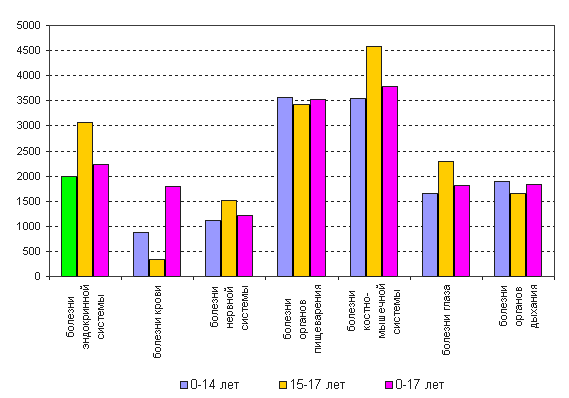 5000
4500
4000
3500
3000
2500
2000
1500
1000
500
0
болезни
эндокринной
системы
болезни крови
болезни
нервной
системы
болезни
органов
пищеварения
болезни
костно-
мышечной
системы
болезни глаза
болезни
органов
дыхания
0-14 лет 15-17 лет 0-17 лет